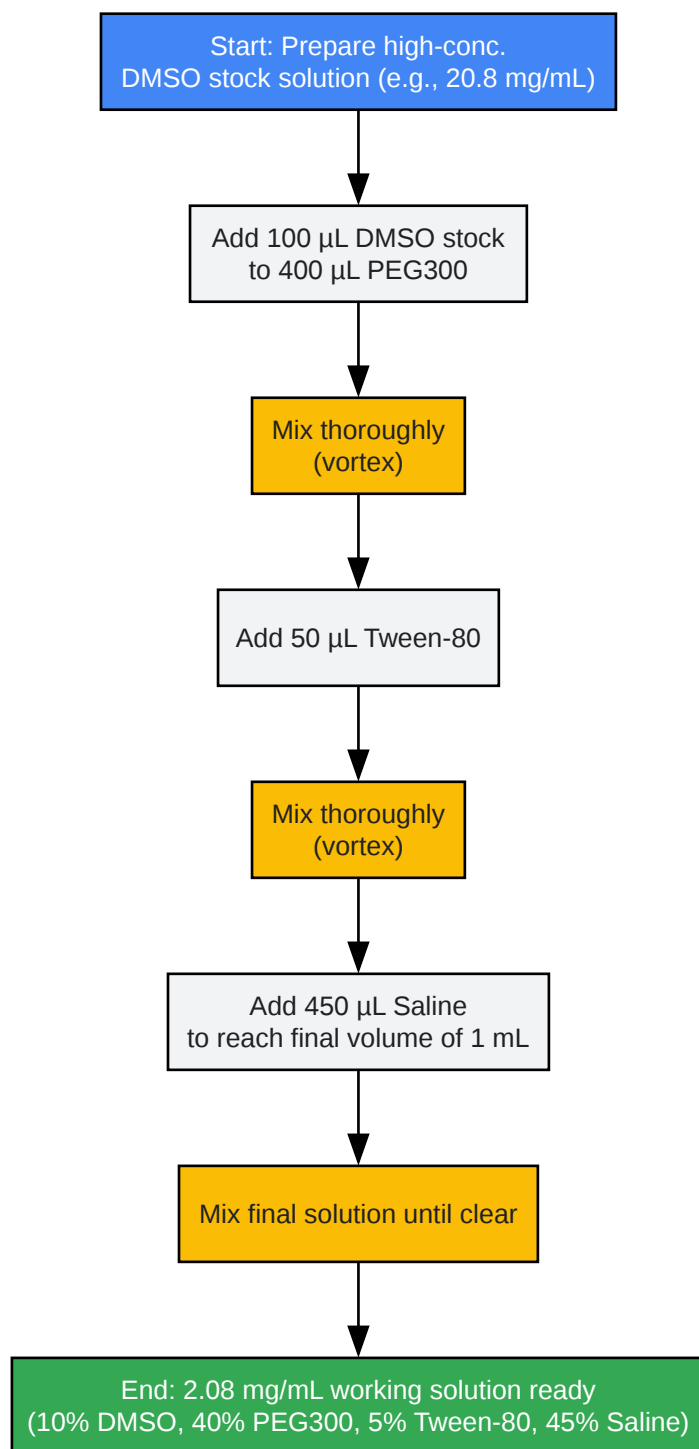 Start: Prepare high-conc.
DMSO stock solution (e.g., 20.8 mg/mL)
Add 100 µL DMSO stock
to 400 µL PEG300
Mix thoroughly
(vortex)
Add 50 µL Tween-80
Mix thoroughly
(vortex)
Add 450 µL Saline
to reach final volume of 1 mL
Mix final solution until clear
End: 2.08 mg/mL working solution ready
(10% DMSO, 40% PEG300, 5% Tween-80, 45% Saline)